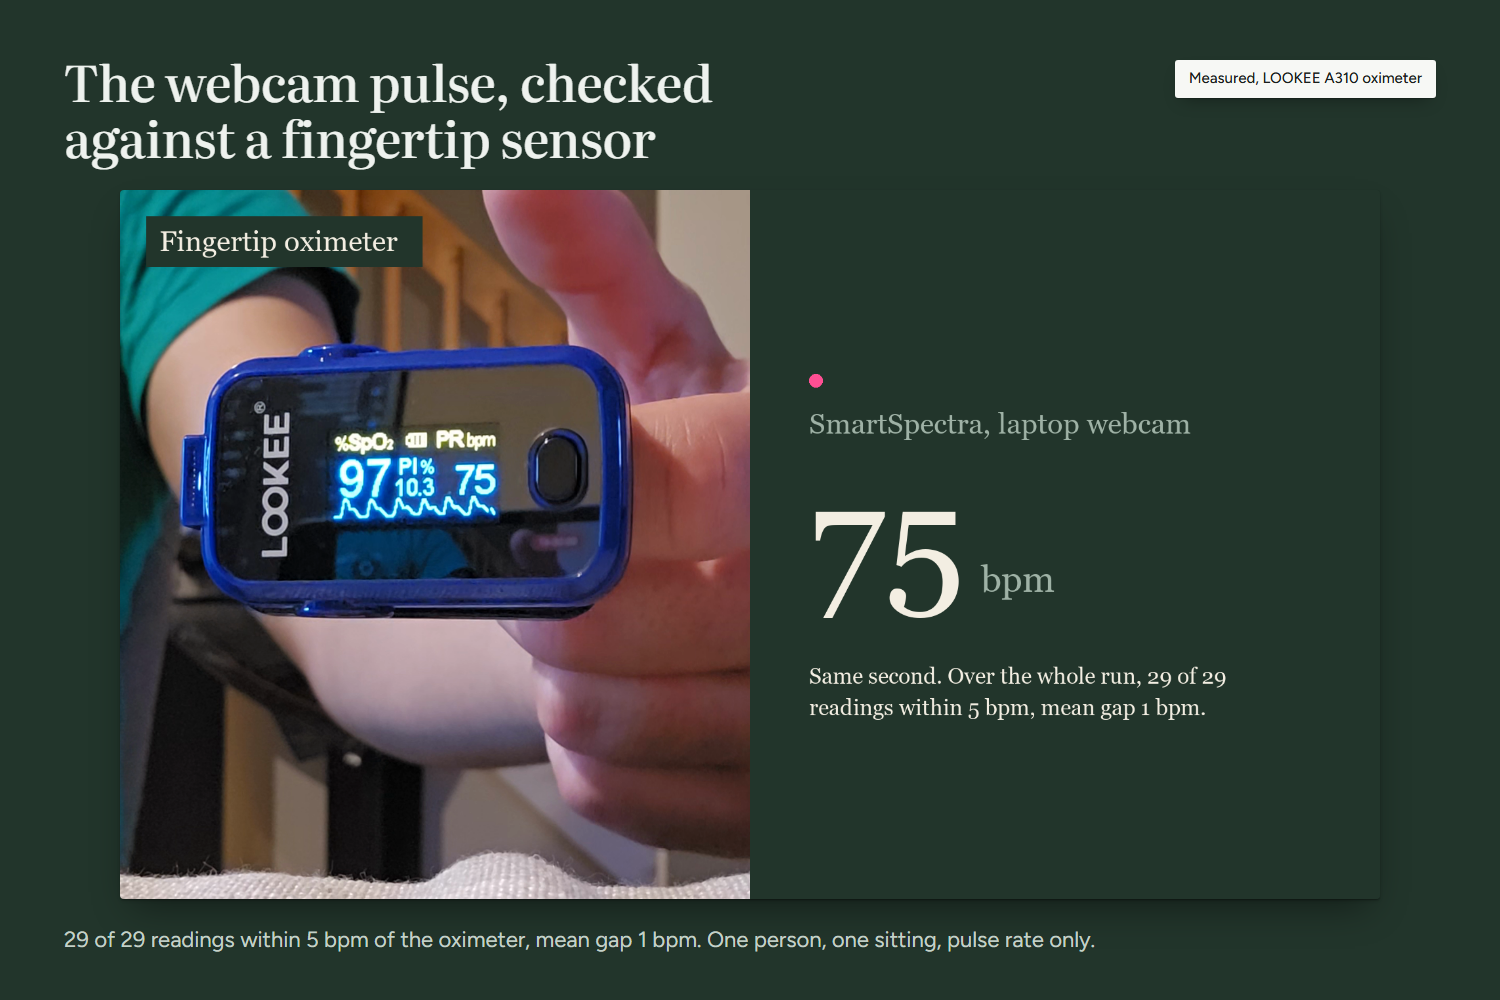 The webcam pulse, checked
against a fingertip sensor
Measured, LOOKEE A310 oximeter
Fingertip oximeter
LOOKEE®
%SpO₂ PR bpm
97 PI% 75
10.3
SmartSpectra, laptop webcam
75 bpm
Same second. Over the whole run, 29 of 29
readings within 5 bpm, mean gap 1 bpm.
29 of 29 readings within 5 bpm of the oximeter, mean gap 1 bpm. One person, one sitting, pulse rate only.